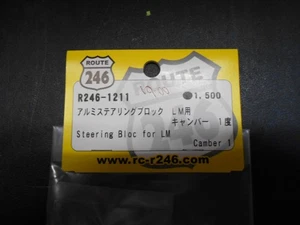 ROUTE
246
ROUTE
R246-1211
1,500
アルミステアリングブロック LM用
キャンバー 1度
Steering Bloc for LM
Camber 1
www.rc-r246.com